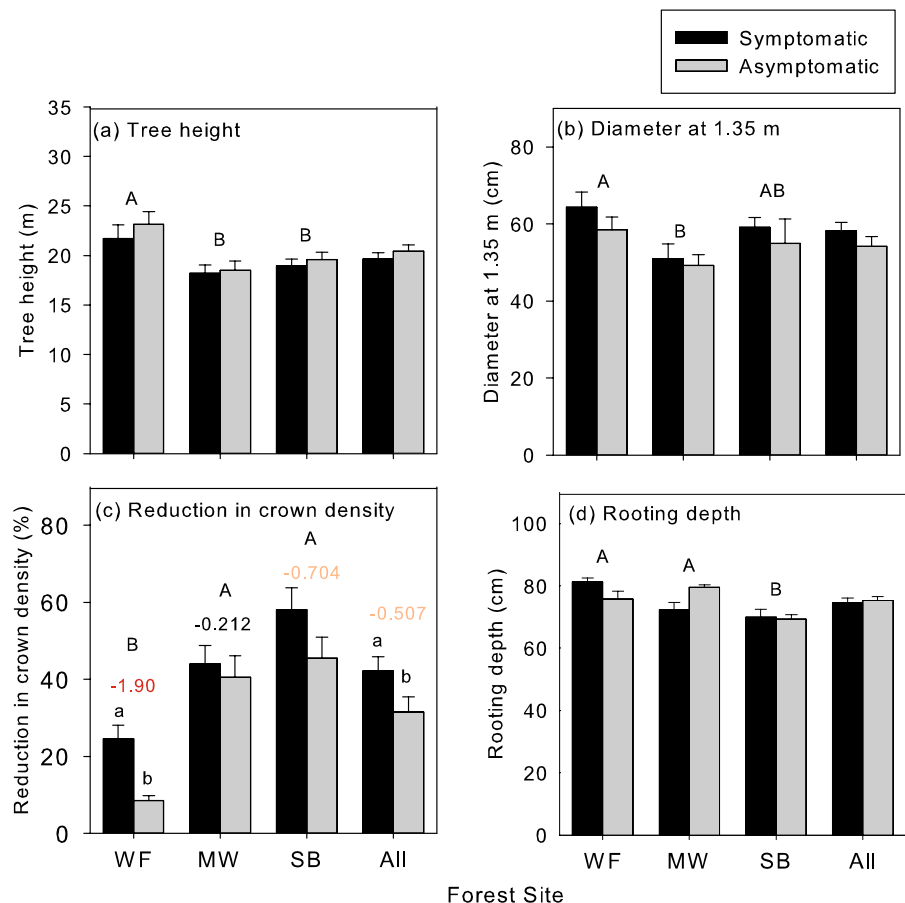 Symptomatic
Asymptomatic
(a) Tree height
35
30
25
20
15
10
5
0
Tree height (m)
A
B
B
(b) Diameter at 1.35 m
80
60
40
20
0
Diameter at 1.35 m (cm)
A
B
AB
(c) Reduction in crown density
80
60
40
20
0
Reduction in crown density (%)
B
-1.90
a
b
A
-0.212
A
-0.704
-0.507
a
b
WF MW SB All
(d) Rooting depth
100
80
60
40
20
0
Rooting depth (cm)
A
A
B
WF MW SB All
Forest Site